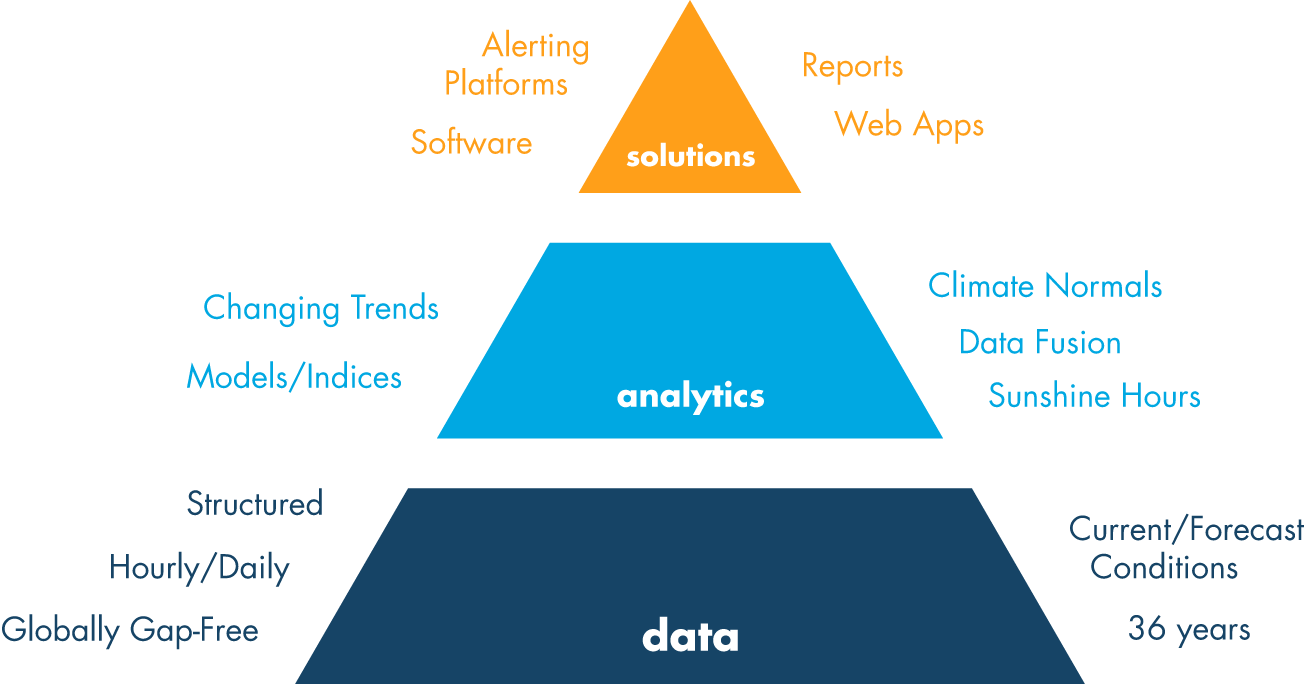 Alerting
Platforms
Software
solutions
Reports
Web Apps
Changing Trends
Models/Indices
analytics
Climate Normals
Data Fusion
Sunshine Hours
Structured
Hourly/Daily
Globally Gap-Free
data
Current/Forecast
Conditions
36 years